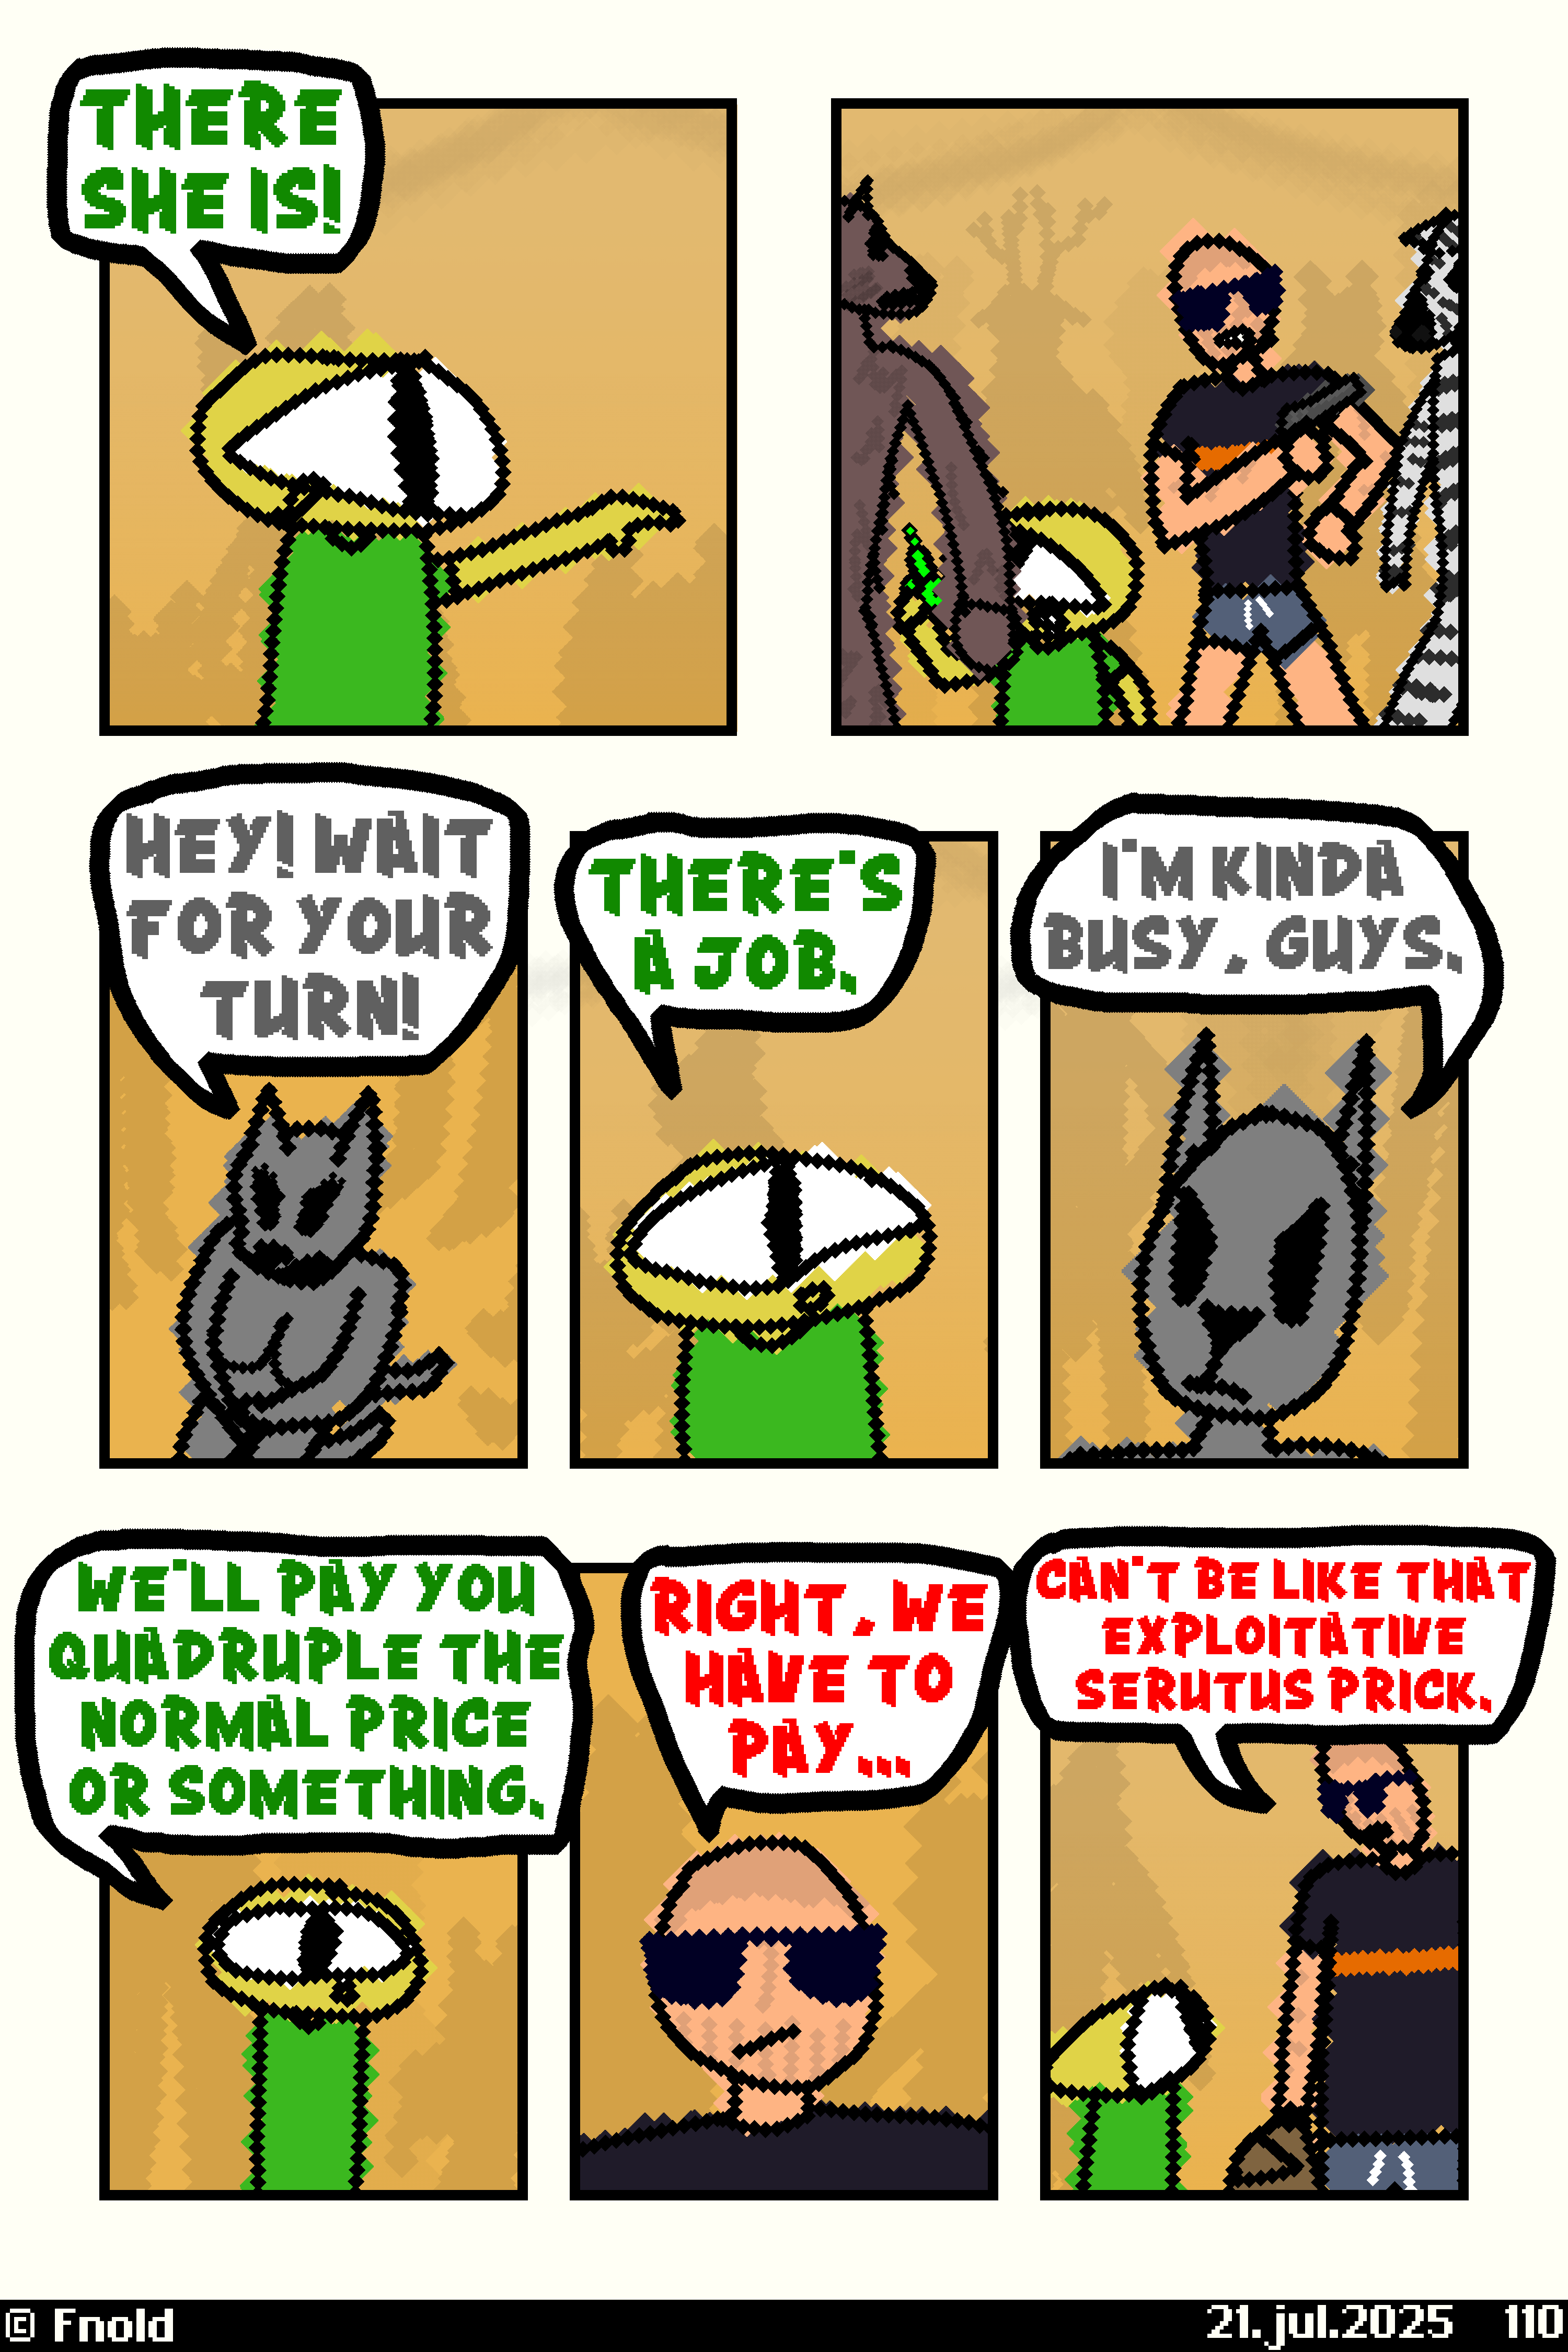 THERE
SHE IS!
HEY! WAIT
FOR YOUR
TURN!
THERE'S
A JOB.
I'M KINDA
BUSY, GUYS.
WE'LL PAY YOU
QUADRUPLE THE
NORMAL PRICE
OR SOMETHING.
RIGHT, WE
HAVE TO
PAY...
CAN'T BE LIKE THAT
EXPLOITATIVE
SERUTUS PRICK.
© Fnold
21.jul.2025 110